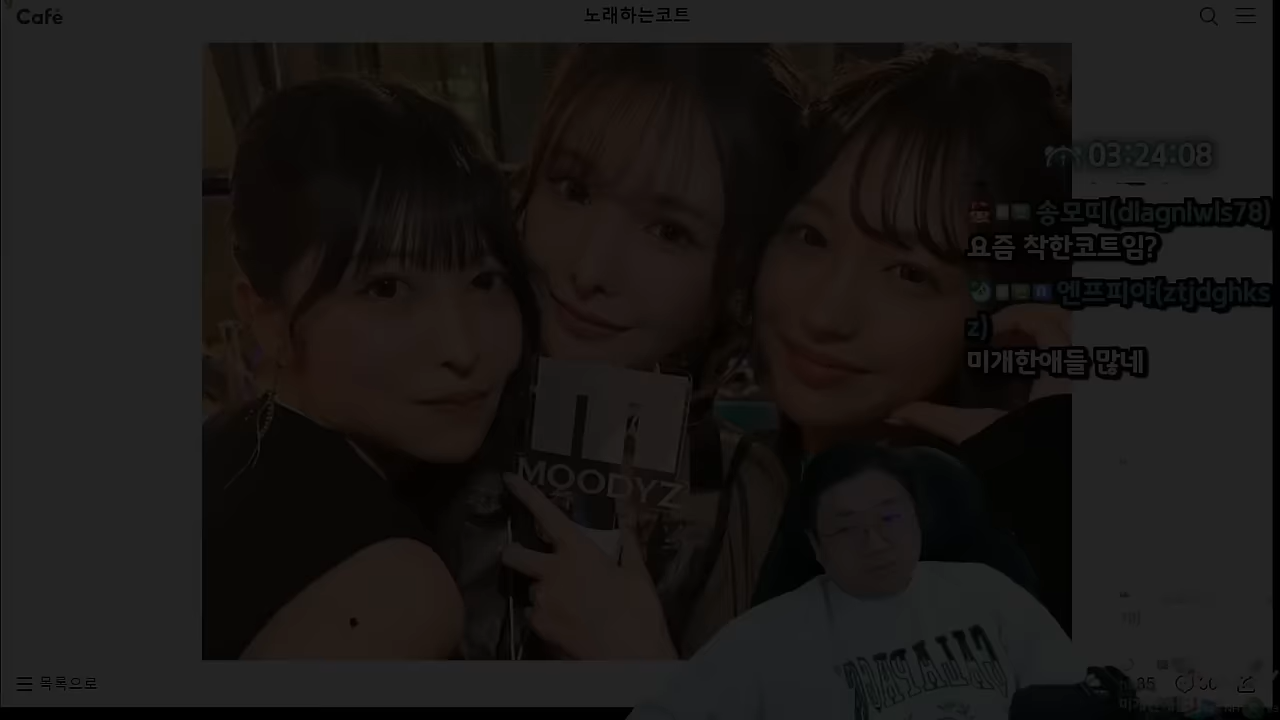 Café
노래하는코트
03:24:08
송모띠(dlagnlwls78)
요즘 착한코트임?
엔프피야(ztjdghks
z)
미개한애들 많네
MOODYZ
목록으로